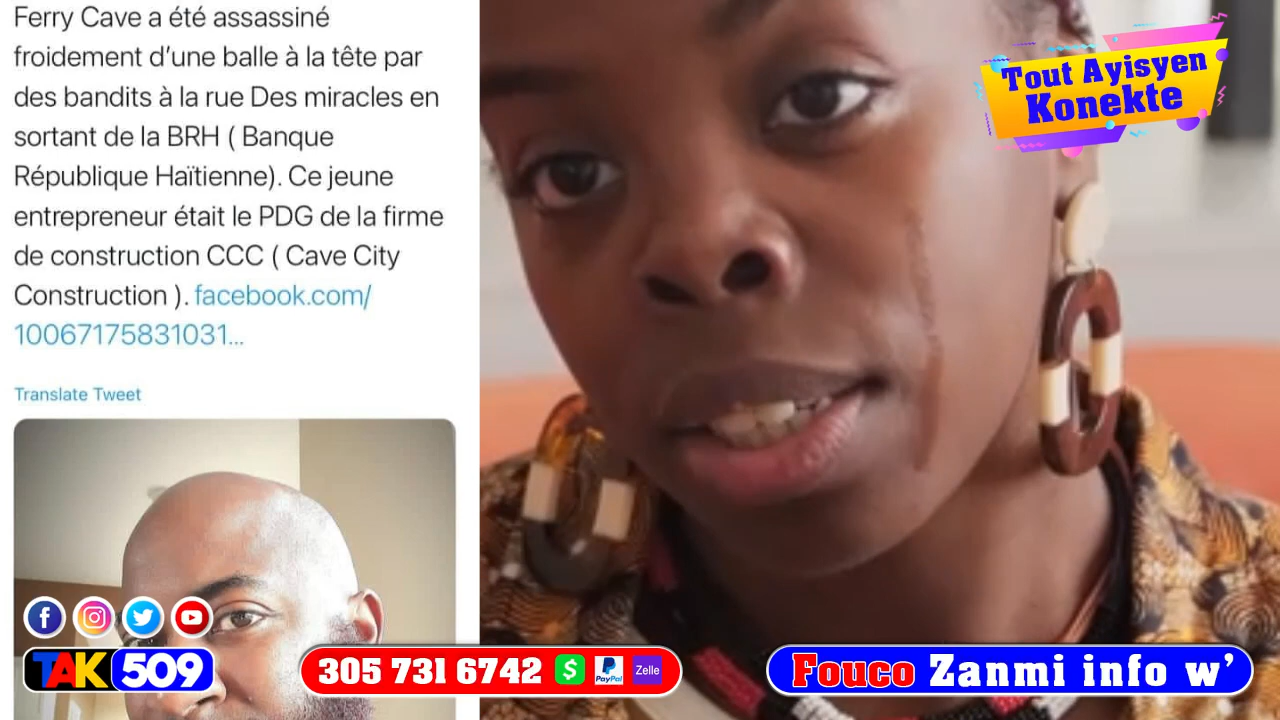 Ferry Cave a été assassiné
froidement d’une balle à la tête par
des bandits à la rue Des miracles en
sortant de la BRH ( Banque
République Haïtienne). Ce jeune
entrepreneur était le PDG de la firme
de construction CCC ( Cave City
Construction ). facebook.com/
10067175831031...
Translate Tweet
Tout Ayisyen
Konekte
TAK 509
305 731 6742 $ PayPal Zelle
Fouco Zanmi info w’